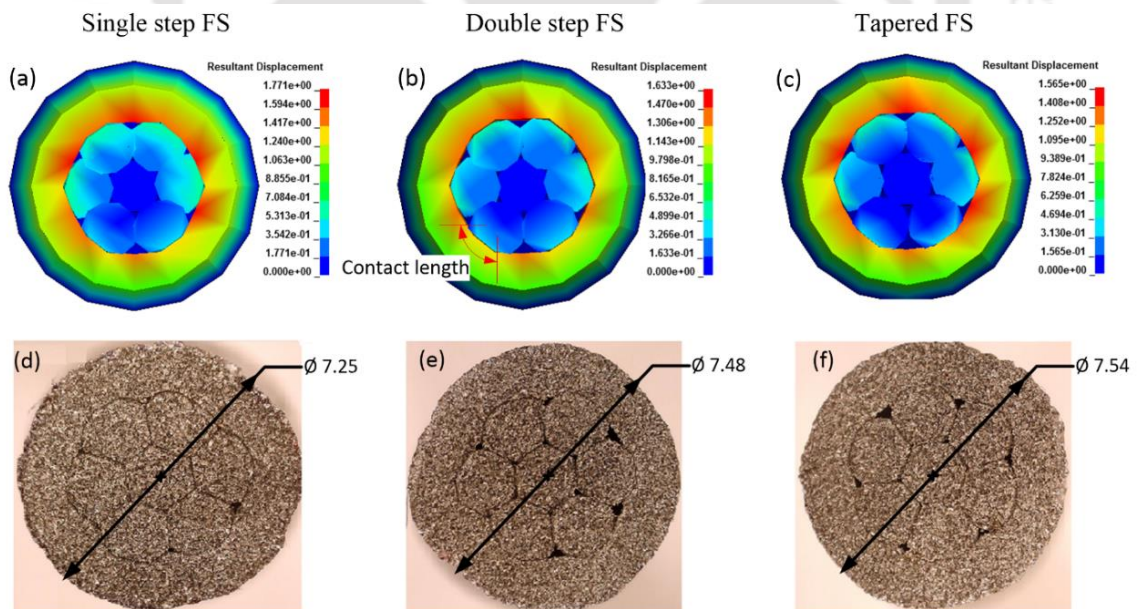 Single step FS
Double step FS
Tapered FS
(a)
Resultant Displacement
1.771e+00
1.594e+00
1.417e+00
1.240e+00
1.063e+00
8.855e-01
7.084e-01
5.313e-01
3.542e-01
1.771e-01
0.000e+00
(b)
Resultant Displacement
1.633e+00
1.470e+00
1.306e+00
1.143e+00
9.798e-01
8.165e-01
6.532e-01
4.899e-01
3.266e-01
1.633e-01
0.000e+00
Contact length
(c)
Resultant Displacement
1.565e+00
1.408e+00
1.252e+00
1.095e+00
9.389e-01
7.824e-01
6.259e-01
4.694e-01
3.130e-01
1.565e-01
0.000e+00
(d)
Ø 7.25
(e)
Ø 7.48
(f)
Ø 7.54